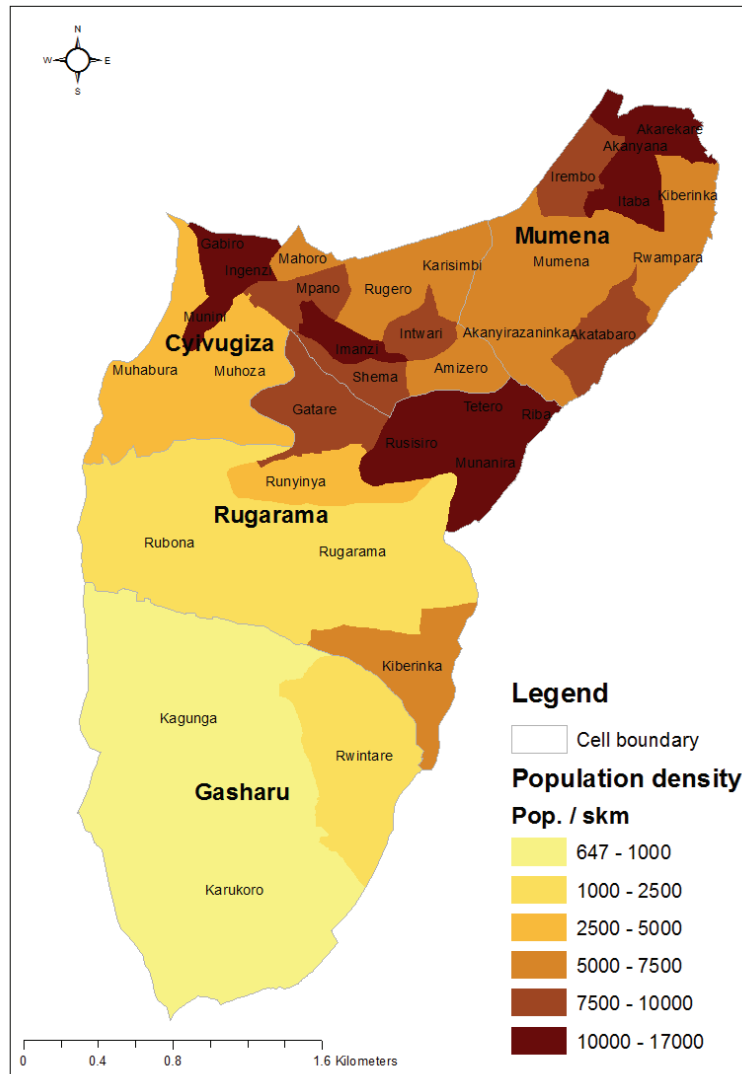 N
W E
S
Akarekare
Akanyana
Irembo
Itaba
Kiberinka
Mumena
Mumena
Rwampara
Gabiro
Mahoro
Ingenzi
Karisimbi
Mpano
Rugero
Munini
Intwari
Akanyirazaninka
Akatabaro
Cyivugiza
Imanzi
Muhabura
Muhoza
Shema
Amizero
Gatare
Tetero
Riba
Rusisiro
Munanira
Runyinya
Rugarama
Rubona
Rugarama
Kiberinka
Kagunga
Rwintare
Gasharu
Karukoro
Legend
Cell boundary
Population density
Pop. / skm
647 - 1000
1000 - 2500
2500 - 5000
5000 - 7500
7500 - 10000
10000 - 17000
0 0.4 0.8 1.6 Kilometers